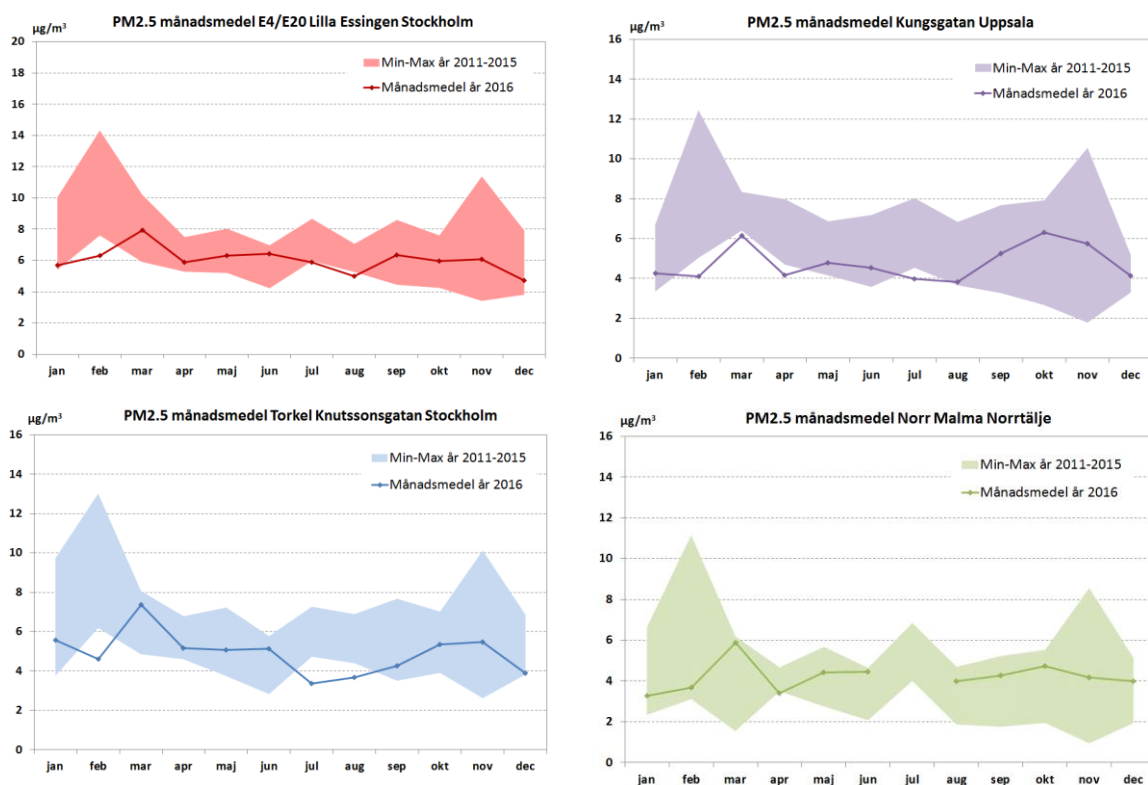 PM2.5 månadsmedel E4/E20 Lilla Essingen Stockholm
µg/m³
20
18
16
14
12
10
8
6
4
2
0
Min-Max år 2011-2015
Månadsmedel år 2016
jan feb mar apr maj jun jul aug sep okt nov dec
PM2.5 månadsmedel Kungsgatan Uppsala
µg/m³
16
14
12
10
8
6
4
2
0
Min-Max år 2011-2015
Månadsmedel år 2016
jan feb mar apr maj jun jul aug sep okt nov dec
PM2.5 månadsmedel Torkel Knutssonsgatan Stockholm
µg/m³
16
14
12
10
8
6
4
2
0
Min-Max år 2011-2015
Månadsmedel år 2016
jan feb mar apr maj jun jul aug sep okt nov dec
PM2.5 månadsmedel Norr Malma Norrtälje
µg/m³
16
14
12
10
8
6
4
2
0
Min-Max år 2011-2015
Månadsmedel år 2016
jan feb mar apr maj jun jul aug sep okt nov dec